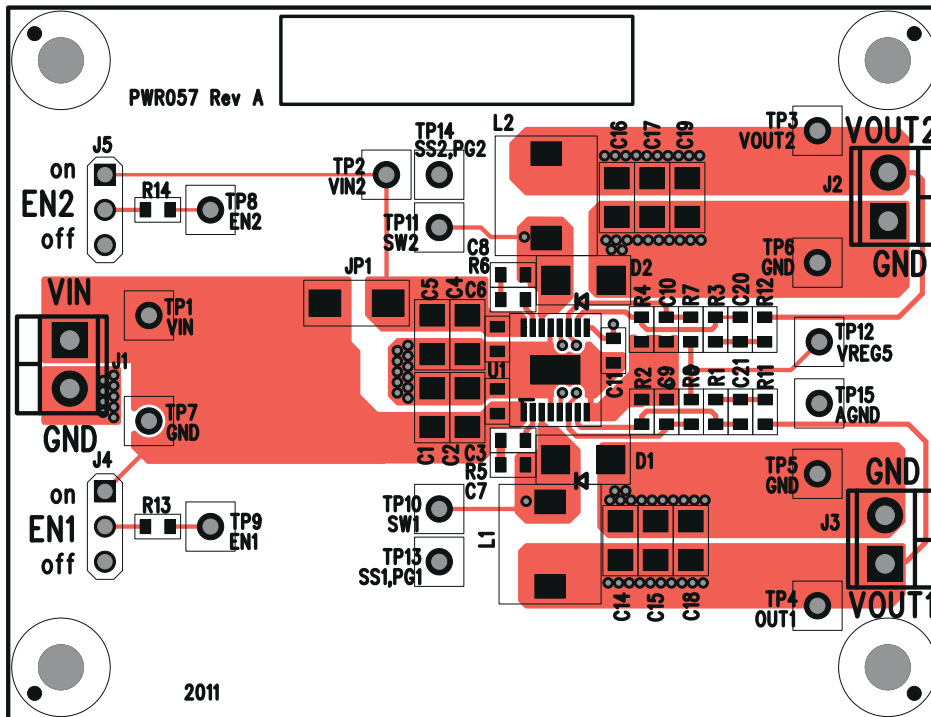 PWR057 Rev A
TP14
SS2,PG2
L2
C16
C17
C19
TP3
VOUT2
VOUT2
J5
on
EN2
off
R14
TP8
EN2
TP2
VIN2
TP11
SW2
C8
R6
C6
D2
J2
TP6
GND
GND
VIN
TP1
VIN
JP1
C5
C4
R4
C10
R7
R3
C20
R12
TP12
VREG5
J1
U1
1
C11
R2
C9
R8
R1
C21
R11
TP15
AGND
TP7
GND
GND
C1
C2
C3
R5
C7
D1
TP5
GND
GND
J4
on
EN1
off
R13
TP9
EN1
TP10
SW1
L1
TP13
SS1,PG1
C14
C15
C18
J3
TP4
OUT1
VOUT1
2011